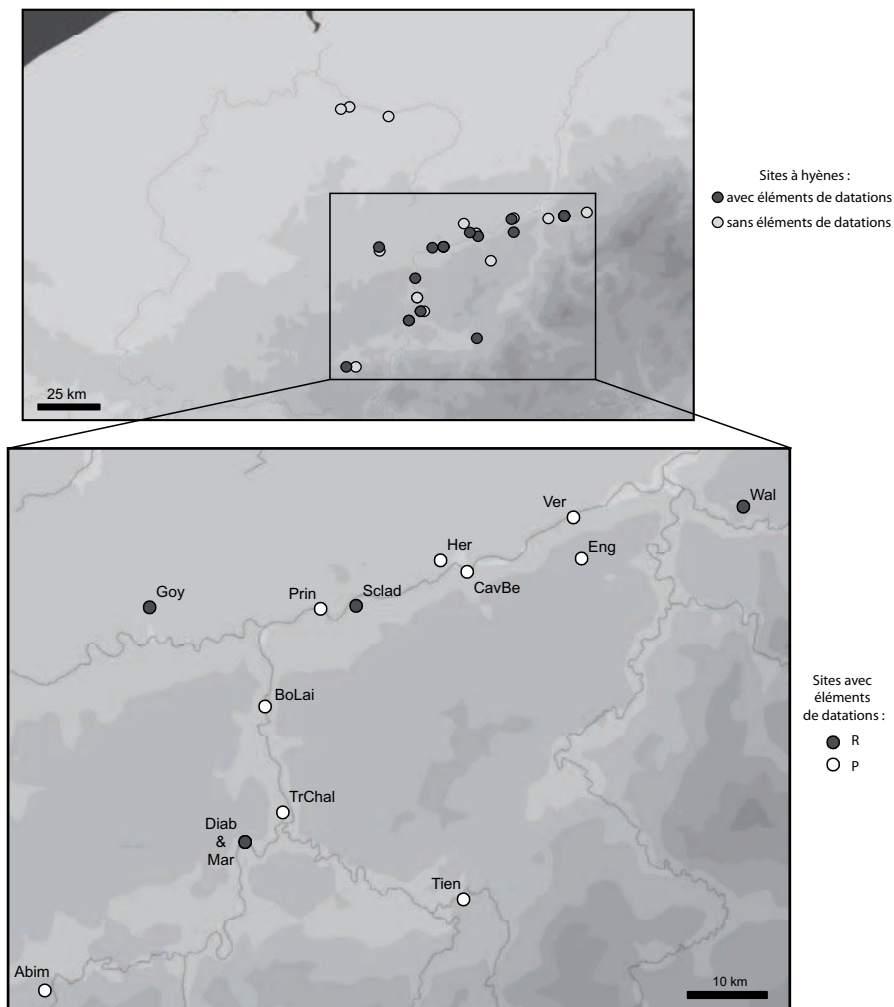 Sites à hyènes :
avec éléments de datations
sans éléments de datations
25 km
Wal
Ver
Her
Eng
CavBe
Goy
Prin
Sclad
BoLai
TrChal
Diab
&
Mar
Tien
Abim
10 km
Sites avec
éléments
de datations :
R
P